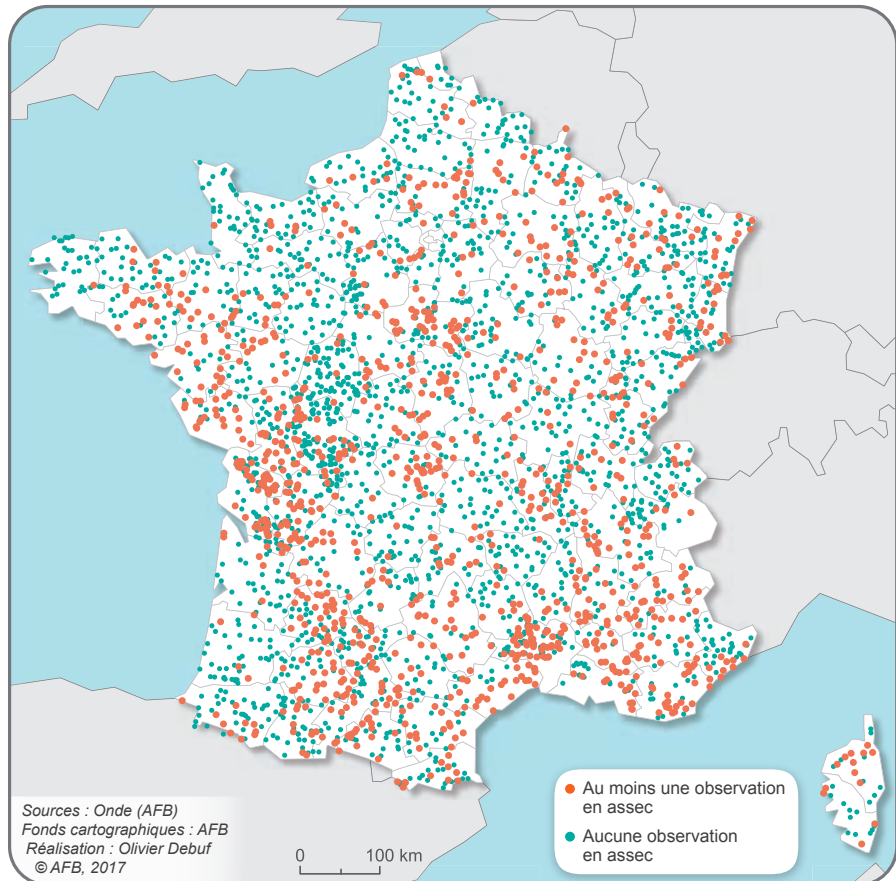 Au moins une observation
en assec
Aucune observation
en assec
Sources : Onde (AFB)
Fonds cartographiques : AFB
Réalisation : Olivier Debuf
© AFB, 2017
0 100 km